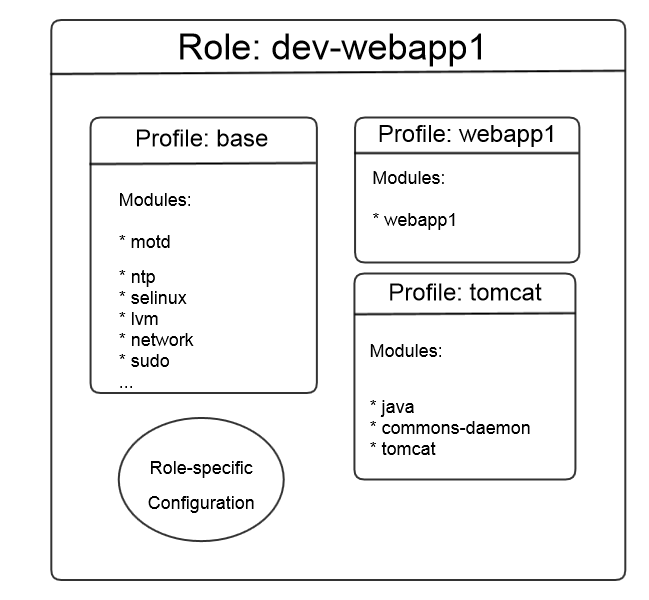 Role: dev-webapp1
Profile: base
Modules:
* motd
* ntp
* selinux
* lvm
* network
* sudo
...
Profile: webapp1
Modules:
* webapp1
Profile: tomcat
Modules:
* java
* commons-daemon
* tomcat
Role-specific
Configuration